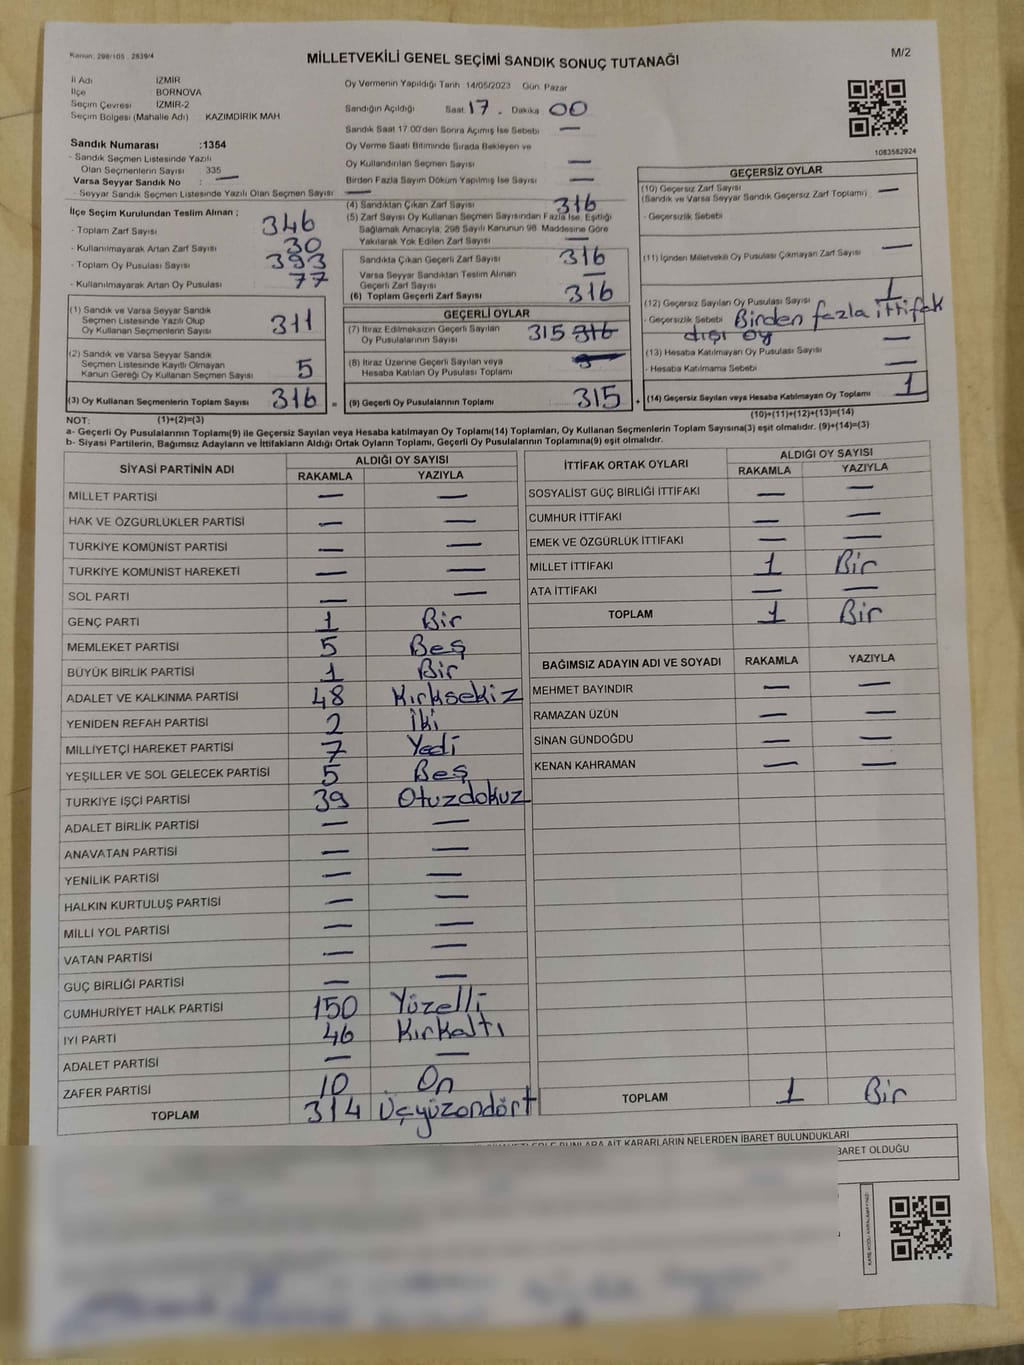 Kanun: 298/105 . 2839/4
MİLLETVEKİLİ GENEL SEÇİMİ SANDIK SONUÇ TUTANAĞI
M/2
İl Adı İZMİR
İlçe BORNOVA
Seçim Çevresi İZMİR-2
Seçim Bölgesi (Mahalle Adı) KAZIMDİRİK MAH
Oy Vermenin Yapıldığı Tarih 14/05/2023 Gün Pazar
Sandığın Açıldığı Saat 17 . Dakika 00
Sandık Saat 17.00'den Sonra Açılmış İse Sebebi —
Oy Verme Saati Bitiminde Sırada Bekleyen ve
Oy Kullandırılan Seçmen Sayısı —
Birden Fazla Sayım Döküm Yapılmış İse Sayısı —
1083582924
Sandık Numarası :1354
- Sandık Seçmen Listesinde Yazılı
Olan Seçmenlerin Sayısı 335
Varsa Seyyar Sandık No : —
- Seyyar Sandık Seçmen Listesinde Yazılı Olan Seçmen Sayısı —
İlçe Seçim Kurulundan Teslim Alınan ;
- Toplam Zarf Sayısı 346
- Kullanılmayarak Artan Zarf Sayısı 30
- Toplam Oy Pusulası Sayısı 393
- Kullanılmayarak Artan Oy Pusulası 77
(1) Sandık ve Varsa Seyyar Sandık
Seçmen Listesinde Yazılı Olup
Oy Kullanan Seçmenlerin Sayısı 311
(2) Sandık ve Varsa Seyyar Sandık
Seçmen Listesinde Kayıtlı Olmayan
Kanun Gereği Oy Kullanan Seçmen Sayısı 5
(3) Oy Kullanan Seçmenlerin Toplam Sayısı 316 =
(4) Sandıktan Çıkan Zarf Sayısı 316
(5) Zarf Sayısı Oy Kullanan Seçmen Sayısından Fazla İse, Eşitliği
Sağlamak Amacıyla, 298 Sayılı Kanunun 98. Maddesine Göre
Yakılarak Yok Edilen Zarf Sayısı —
Sandıkta Çıkan Geçerli Zarf Sayısı 316
Varsa Seyyar Sandıktan Teslim Alınan
Geçerli Zarf Sayısı —
(6) Toplam Geçerli Zarf Sayısı 316
GEÇERLİ OYLAR
(7) İtiraz Edilmeksizin Geçerli Sayılan
Oy Pusulasının Sayısı 315 316
(8) İtiraz Üzerine Geçerli Sayılan veya
Hesaba Katılan Oy Pusulası Toplamı
(9) Geçerli Oy Pusulalarının Toplamı 315 +
GEÇERSİZ OYLAR
(10) Geçersiz Zarf Sayısı —
(Sandık ve Varsa Seyyar Sandık Geçersiz Zarf Toplamı)
- Geçersizlik Sebebi
(11) İçinden Milletvekili Oy Pusulası Çıkmayan Zarf Sayısı —
(12) Geçersiz Sayılan Oy Pusulası Sayısı 1
- Geçersizlik Sebebi Birden fazla ittifak
dışı oy
(13) Hesaba Katılmayan Oy Pusulası Sayısı —
- Hesaba Katılmama Sebebi —
(14) Geçersiz Sayılan veya Hesaba Katılmayan Oy Toplamı 1
NOT: (1)+(2)=(3) (10)+(11)+(12)+(13)=(14)
a- Geçerli Oy Pusulalarının Toplamı(9) ile Geçersiz Sayılan veya Hesaba katılmayan Oy Toplamı(14) Toplamları, Oy Kullanan Seçmenlerin Toplam Sayısına(3) eşit olmalıdır. (9)+(14)=(3)
b- Siyasi Partilerin, Bağımsız Adayların ve İttifakların Aldığı Ortak Oyların Toplamı, Geçerli Oy Pusulalarının Toplamına(9) eşit olmalıdır.
SİYASİ PARTİNİN ADI ALDIĞI OY SAYISI
RAKAMLA YAZIYLA
MİLLET PARTİSİ — —
HAK VE ÖZGÜRLÜKLER PARTİSİ — —
TÜRKİYE KOMÜNİST PARTİSİ — —
TÜRKİYE KOMÜNİST HAREKETİ — —
SOL PARTİ — —
GENÇ PARTİ 1 Bir
MEMLEKET PARTİSİ 5 Beş
BÜYÜK BİRLİK PARTİSİ 1 Bir
ADALET VE KALKINMA PARTİSİ 48 Kırksekiz
YENİDEN REFAH PARTİSİ 2 İki
MİLLİYETÇİ HAREKET PARTİSİ 7 Yedi
YEŞİLLER VE SOL GELECEK PARTİSİ 5 Beş
TÜRKİYE İŞÇİ PARTİSİ 39 Otuzdokuz
ADALET BİRLİK PARTİSİ — —
ANAVATAN PARTİSİ — —
YENİLİK PARTİSİ — —
HALKIN KURTULUŞ PARTİSİ — —
MİLLİ YOL PARTİSİ — —
VATAN PARTİSİ — —
GÜÇ BİRLİĞİ PARTİSİ — —
CUMHURİYET HALK PARTİSİ 150 Yüzelli
İYİ PARTİ 46 Kırkaltı
ADALET PARTİSİ — —
ZAFER PARTİSİ 10 On
TOPLAM 314 Üçyüzondört
İTTİFAK ORTAK OYLARI ALDIĞI OY SAYISI
RAKAMLA YAZIYLA
SOSYALİST GÜÇ BİRLİĞİ İTTİFAKI — —
CUMHUR İTTİFAKI — —
EMEK VE ÖZGÜRLÜK İTTİFAKI — —
MİLLET İTTİFAKI 1 Bir
ATA İTTİFAKI — —
TOPLAM 1 Bir
BAĞIMSIZ ADAYIN ADI VE SOYADI RAKAMLA YAZIYLA
MEHMET BAYINDIR — —
RAMAZAN ÜZÜN — —
SİNAN GÜNDOĞDU — —
KENAN KAHRAMAN — —
TOPLAM 1 Bir
BUNLARA AİT KARARLARIN NELERDEN İBARET BULUNDUKLARI
BARET OLDUĞU